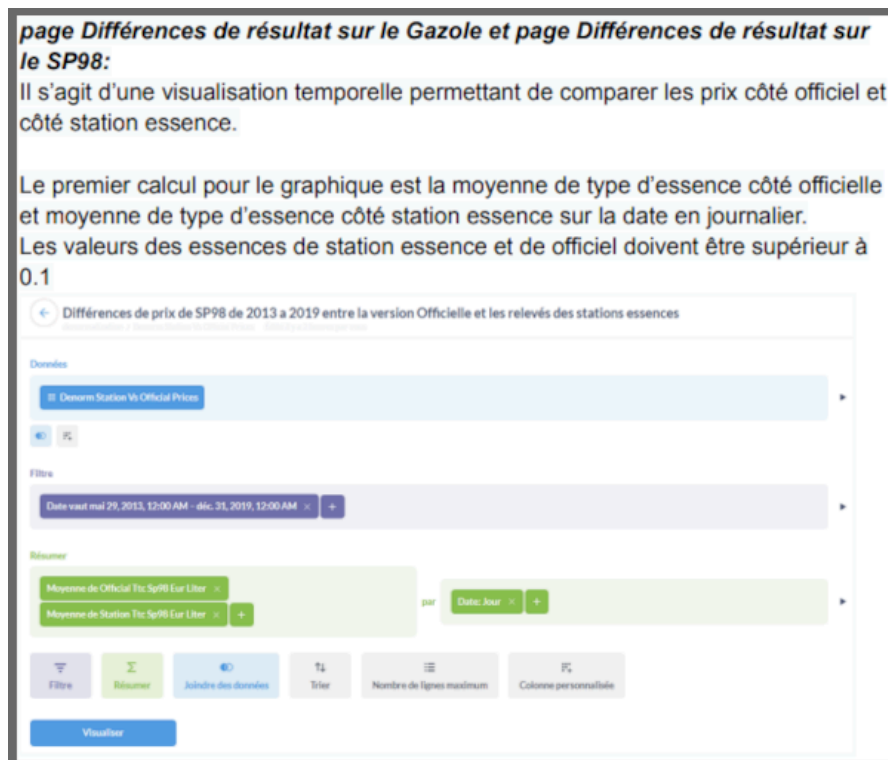 page Différences de résultat sur le Gazole et page Différences de résultat sur
le SP98:
Il s'agit d'une visualisation temporelle permettant de comparer les prix côté officiel et
côté station essence.
Le premier calcul pour le graphique est la moyenne de type d'essence côté officielle
et moyenne de type d'essence côté station essence sur la date en journalier.
Les valeurs des essences de station essence et de officiel doivent être supérieur à
0.1
Différences de prix de SP98 de 2013 a 2019 entre la version Officielle et les relevés des stations essences
Données
Denorm Station Vs Official Prices
Filtre
Date vaut mai 29, 2013, 12:00 AM – déc. 31, 2019, 12:00 AM × +
Résumer
Moyenne de Official Ttc Sp98 Eur Liter ×
Moyenne de Station Ttc Sp98 Eur Liter × +
par
Date: Jour × +
Filtre
Résumer
Joindre des données
Trier
Nombre de lignes maximum
Colonne personnalisée
Visualiser